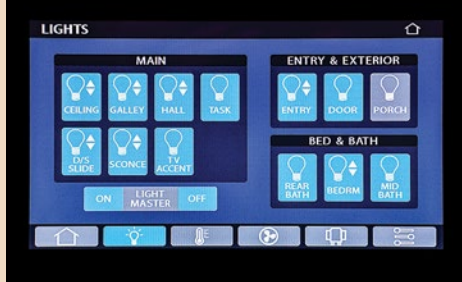 LIGHTS
MAIN
CEILING GALLEY HALL TASK
D/S SLIDE SCONCE TV ACCENT
ON LIGHT MASTER OFF
ENTRY & EXTERIOR
ENTRY DOOR PORCH
BED & BATH
REAR BATH BEDRM MID BATH